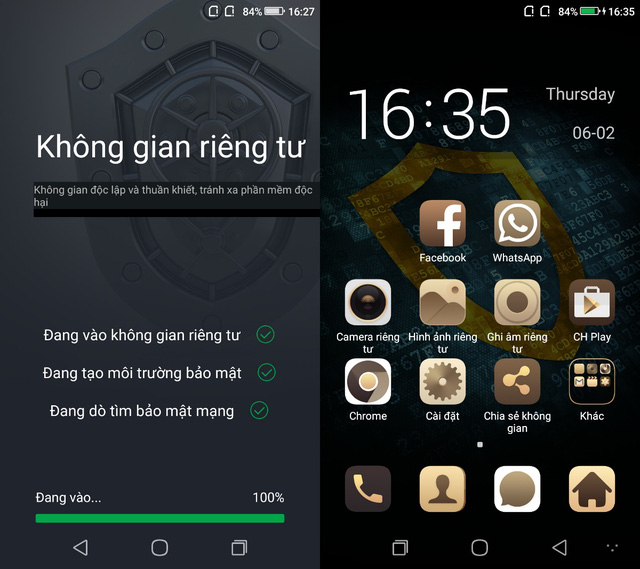 84% 16:27
Không gian riêng tư
Không gian độc lập và thuần khiết, tránh xa phần mềm độc
hại
Đang vào không gian riêng tư
Đang tạo môi trường bảo mật
Đang dò tìm bảo mật mạng
Đang vào... 100%
84% 16:35
16:35
Thursday
06-02
Facebook WhatsApp
Camera riêng
tư
Hình ảnh riêng
tư
Ghi âm riêng
tư
CH Play
Chrome
Cài đặt
Chia sẻ không
gian
Khác